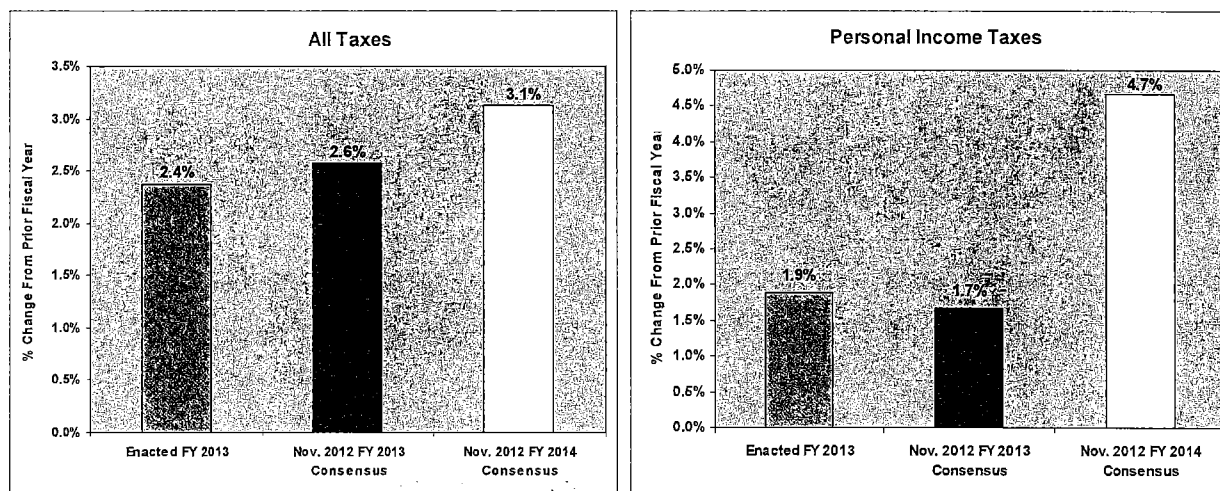 All Taxes
% Change From Prior Fiscal Year
3.5%
3.0%
2.5%
2.0%
1.5%
1.0%
0.5%
0.0%
2.4%
2.6%
3.1%
Enacted FY 2013
Nov. 2012 FY 2013
Consensus
Nov. 2012 FY 2014
Consensus
Personal Income Taxes
% Change From Prior Fiscal Year
5.0%
4.5%
4.0%
3.5%
3.0%
2.5%
2.0%
1.5%
1.0%
0.5%
0.0%
1.9%
1.7%
4.7%
Enacted FY 2013
Nov. 2012 FY 2013
Consensus
Nov. 2012 FY 2014
Consensus